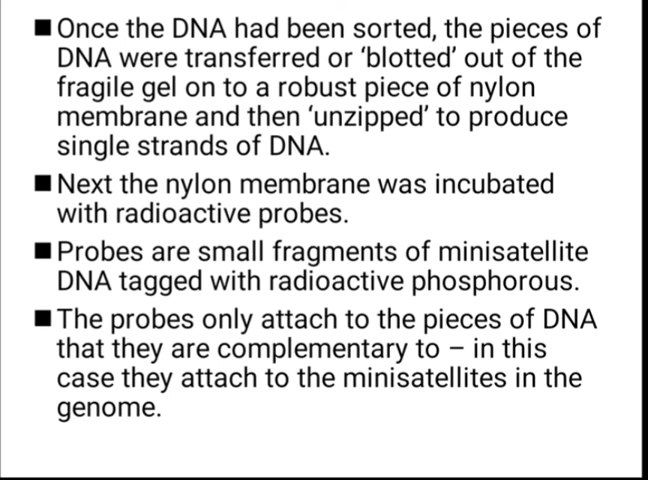 ■ Once the DNA had been sorted, the pieces of
DNA were transferred or ‘blotted’ out of the
fragile gel on to a robust piece of nylon
membrane and then ‘unzipped’ to produce
single strands of DNA.
■ Next the nylon membrane was incubated
with radioactive probes.
■ Probes are small fragments of minisatellite
DNA tagged with radioactive phosphorous.
■ The probes only attach to the pieces of DNA
that they are complementary to – in this
case they attach to the minisatellites in the
genome.